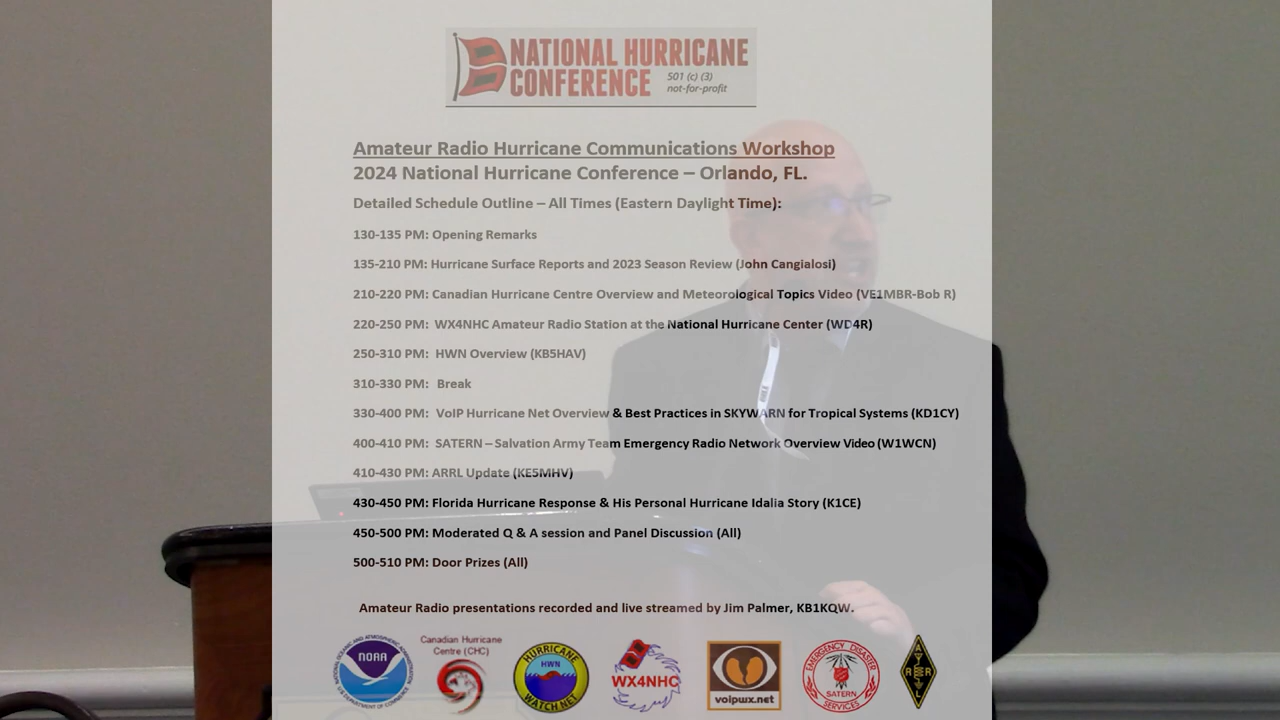 NATIONAL HURRICANE
CONFERENCE
501 (c) (3)
not-for-profit
Amateur Radio Hurricane Communications Workshop
2024 National Hurricane Conference – Orlando, FL.
Detailed Schedule Outline – All Times (Eastern Daylight Time):
130-135 PM: Opening Remarks
135-210 PM: Hurricane Surface Reports and 2023 Season Review (John Cangialosi)
210-220 PM: Canadian Hurricane Centre Overview and Meteorological Topics Video (VE1MBR-Bob R)
220-250 PM: WX4NHC Amateur Radio Station at the National Hurricane Center (WD4R)
250-310 PM: HWN Overview (KB5HAV)
310-330 PM: Break
330-400 PM: VoIP Hurricane Net Overview & Best Practices in SKYWARN for Tropical Systems (KD1CY)
400-410 PM: SATERN – Salvation Army Team Emergency Radio Network Overview Video (W1WCN)
410-430 PM: ARRL Update (KE5MHV)
430-450 PM: Florida Hurricane Response & His Personal Hurricane Idalia Story (K1CE)
450-500 PM: Moderated Q & A session and Panel Discussion (All)
500-510 PM: Door Prizes (All)
Amateur Radio presentations recorded and live streamed by Jim Palmer, KB1KQW.
NOAA
Canadian Hurricane
Centre (CHC)
HURRICANE
HWN
WATCH NET
WX4NHC
voipwx.net
EMERGENCY DISASTER
SATERN
SERVICES
A
R R
L